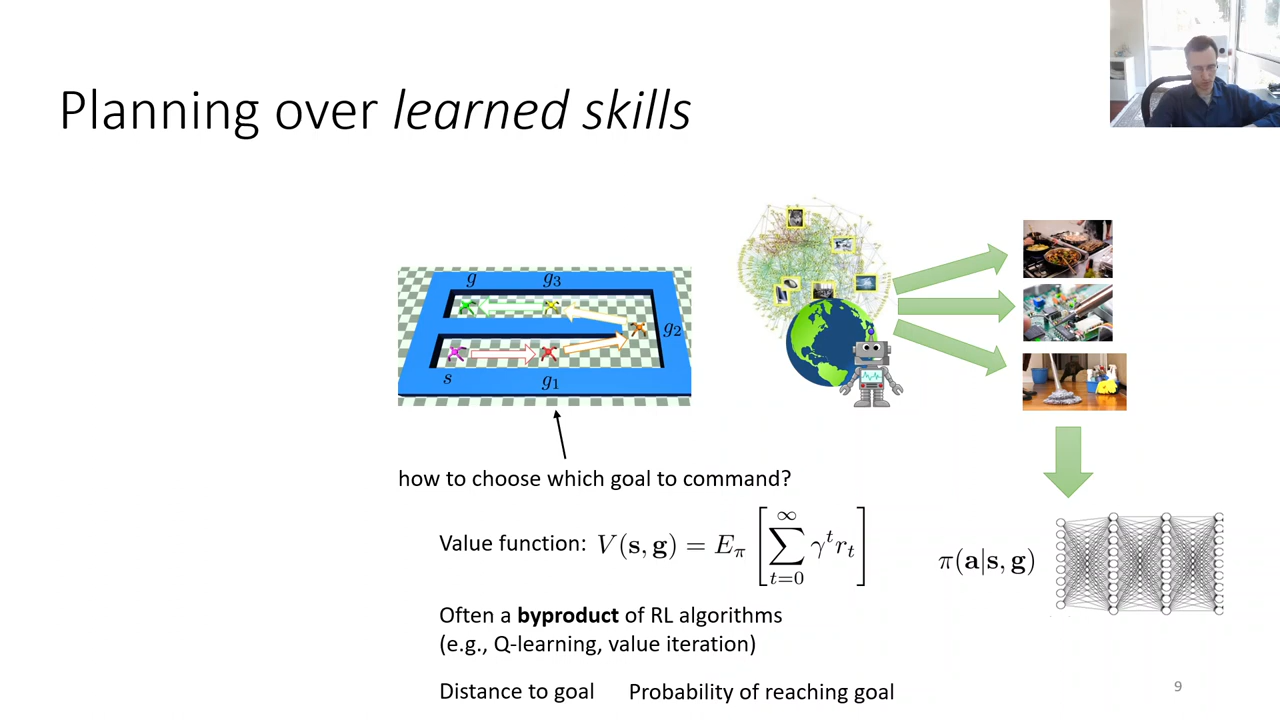 Planning over learned skills
g
g₃
g₂
s
g₁
how to choose which goal to command?
Value function: V(s, g) = E_π [ ∑_{t=0}^{∞} γ^t r_t ]
π(a|s, g)
Often a byproduct of RL algorithms
(e.g., Q-learning, value iteration)
Distance to goal
Probability of reaching goal
9